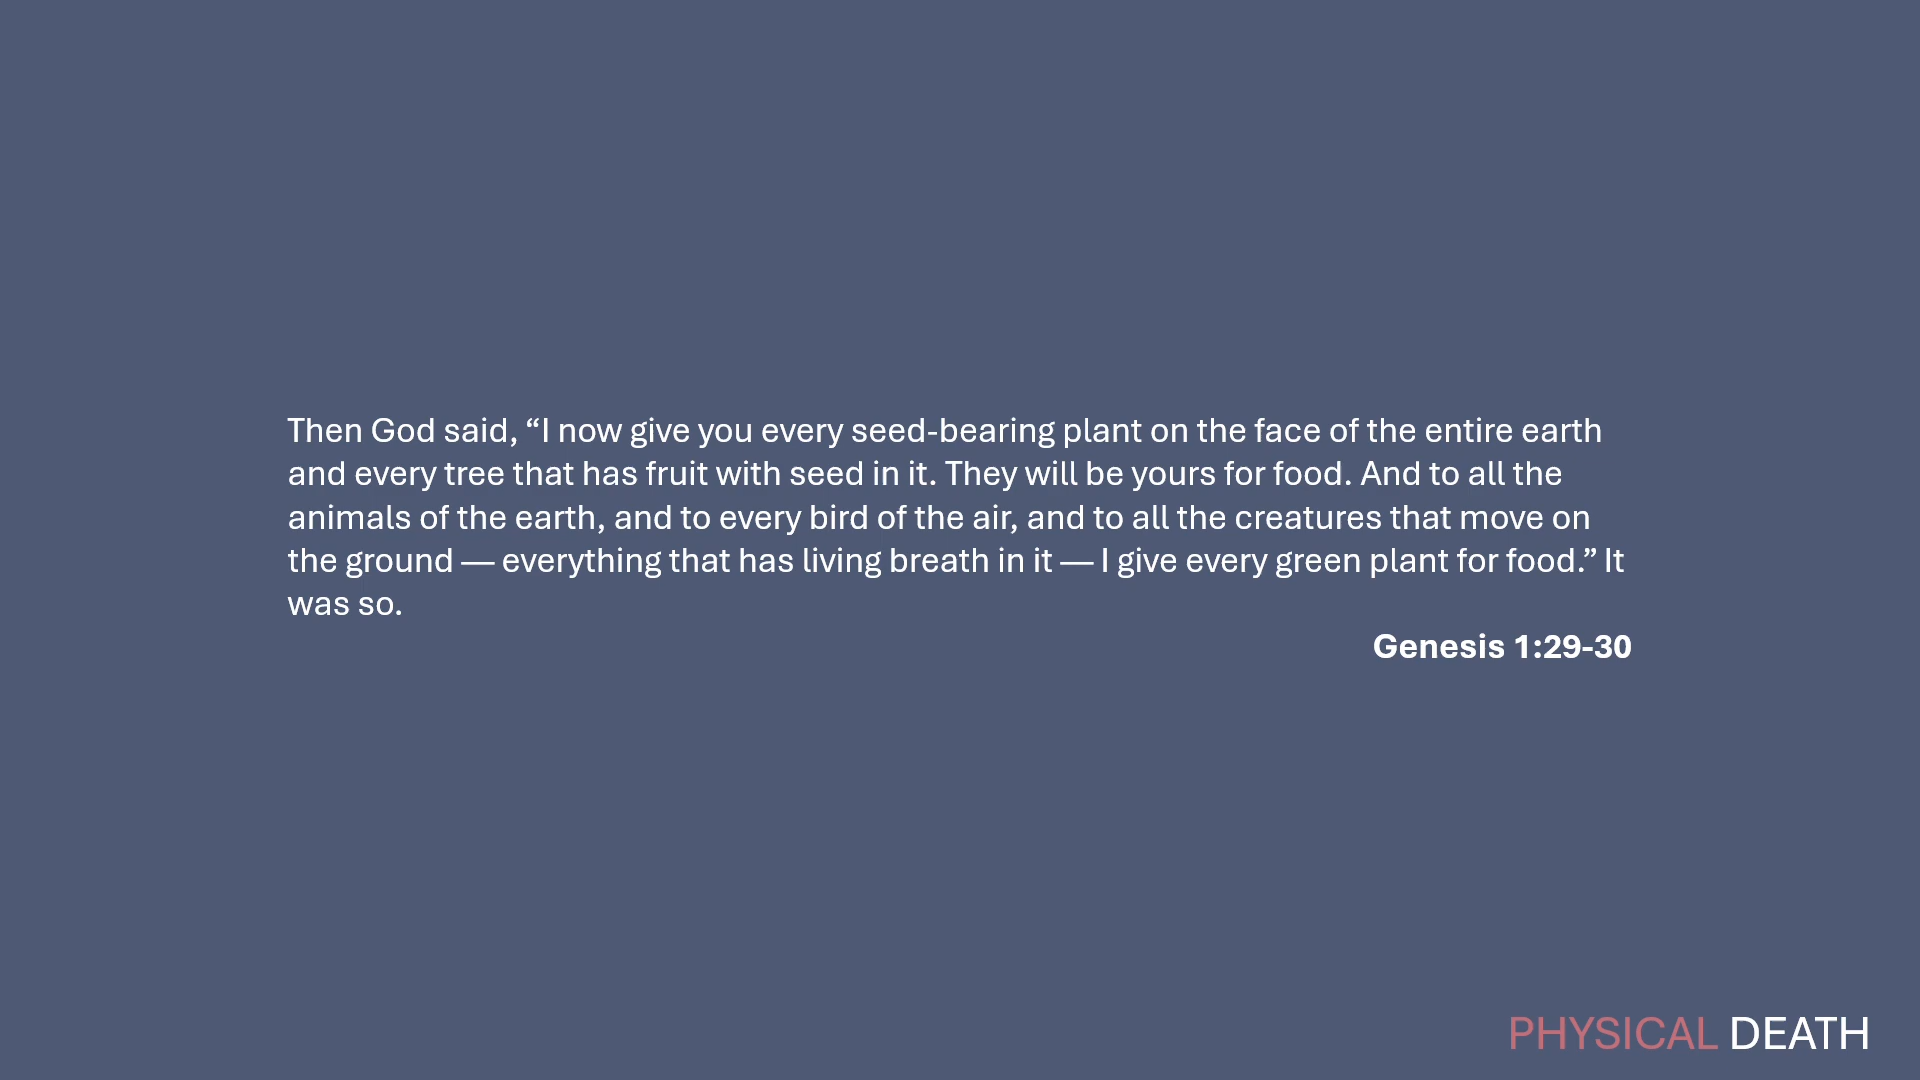 Then God said, “I now give you every seed-bearing plant on the face of the entire earth
and every tree that has fruit with seed in it. They will be yours for food. And to all the
animals of the earth, and to every bird of the air, and to all the creatures that move on
the ground — everything that has living breath in it — I give every green plant for food.” It
was so.
Genesis 1:29-30
PHYSICAL DEATH